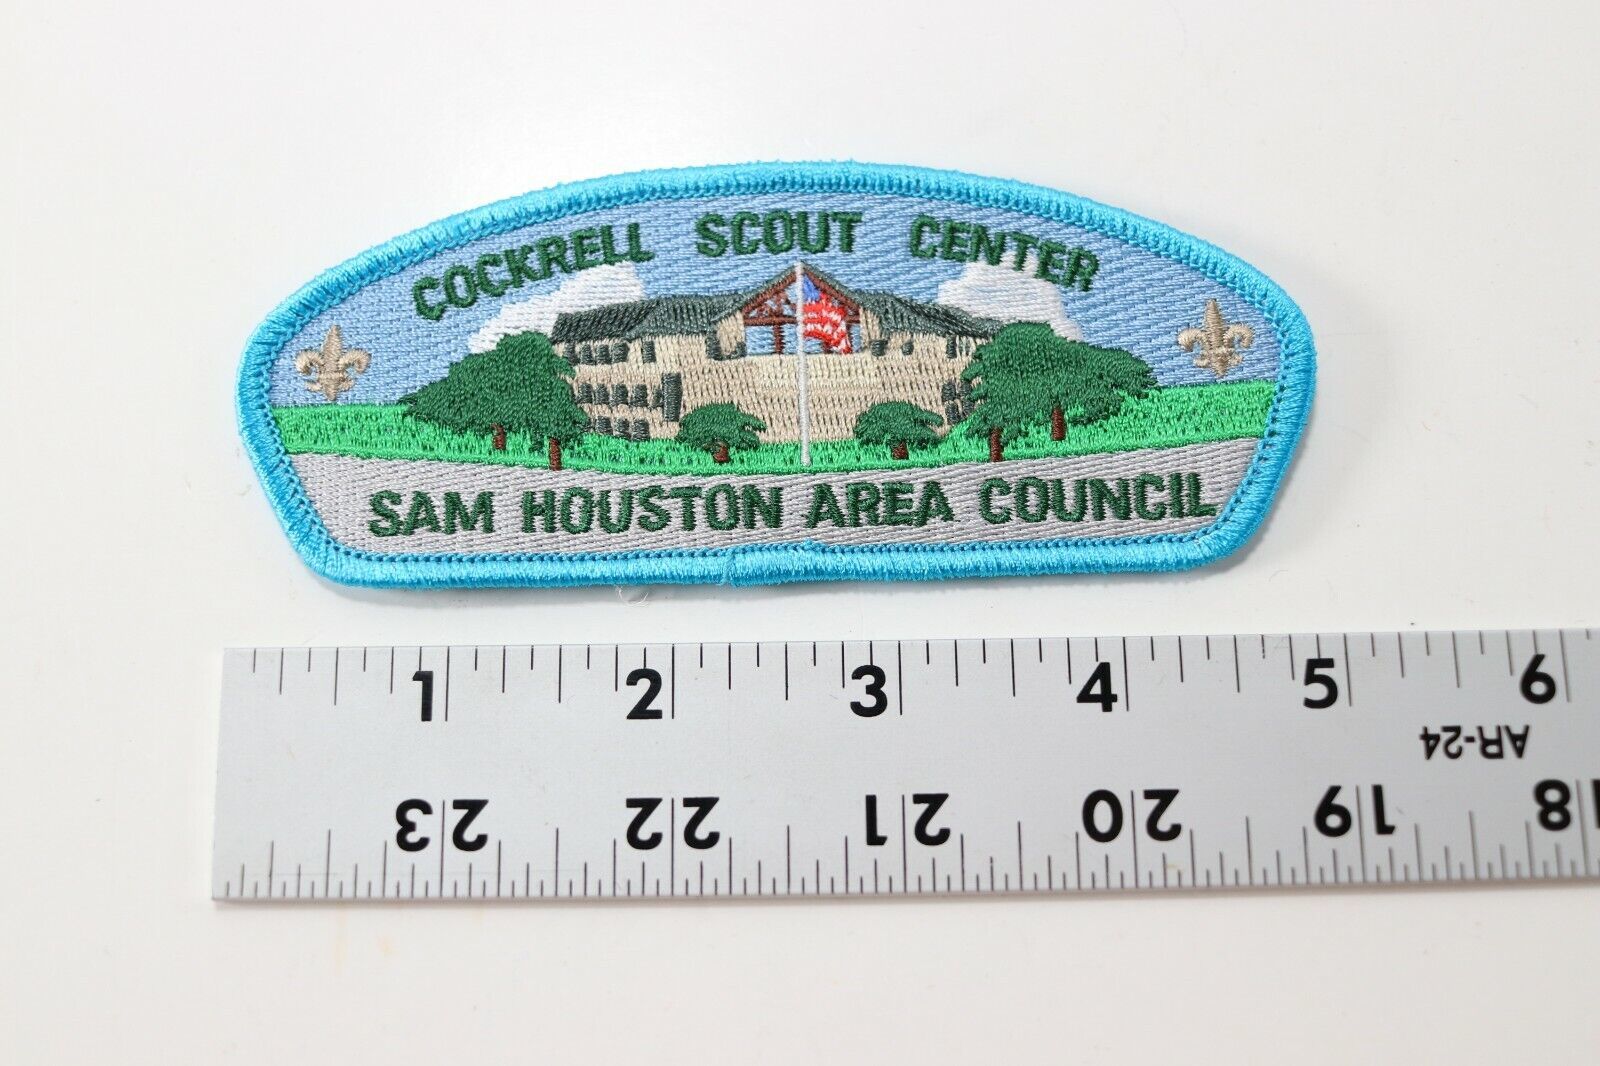 COCKRELL SCOUT CENTER
SAM HOUSTON AREA COUNCIL
1 2 3 4 5 6
AR-24
23 22 21 20 19 18